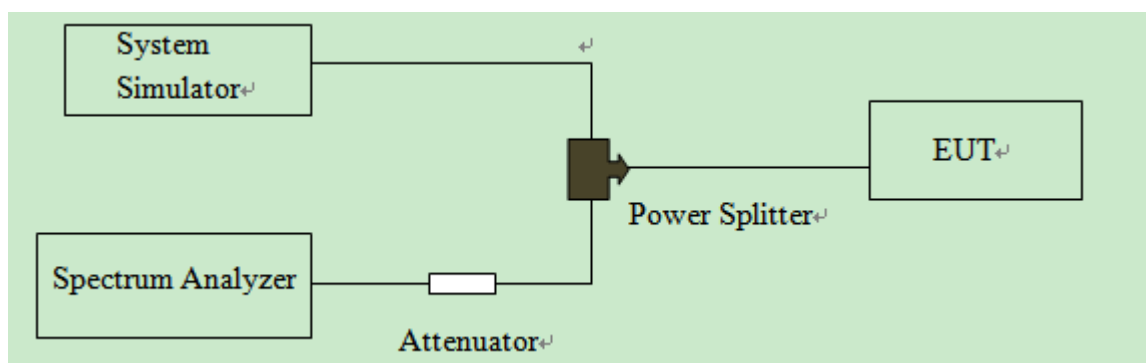 System
Simulator↵
↵
EUT↵
Power Splitter↵
Spectrum Analyzer
Attenuator↵